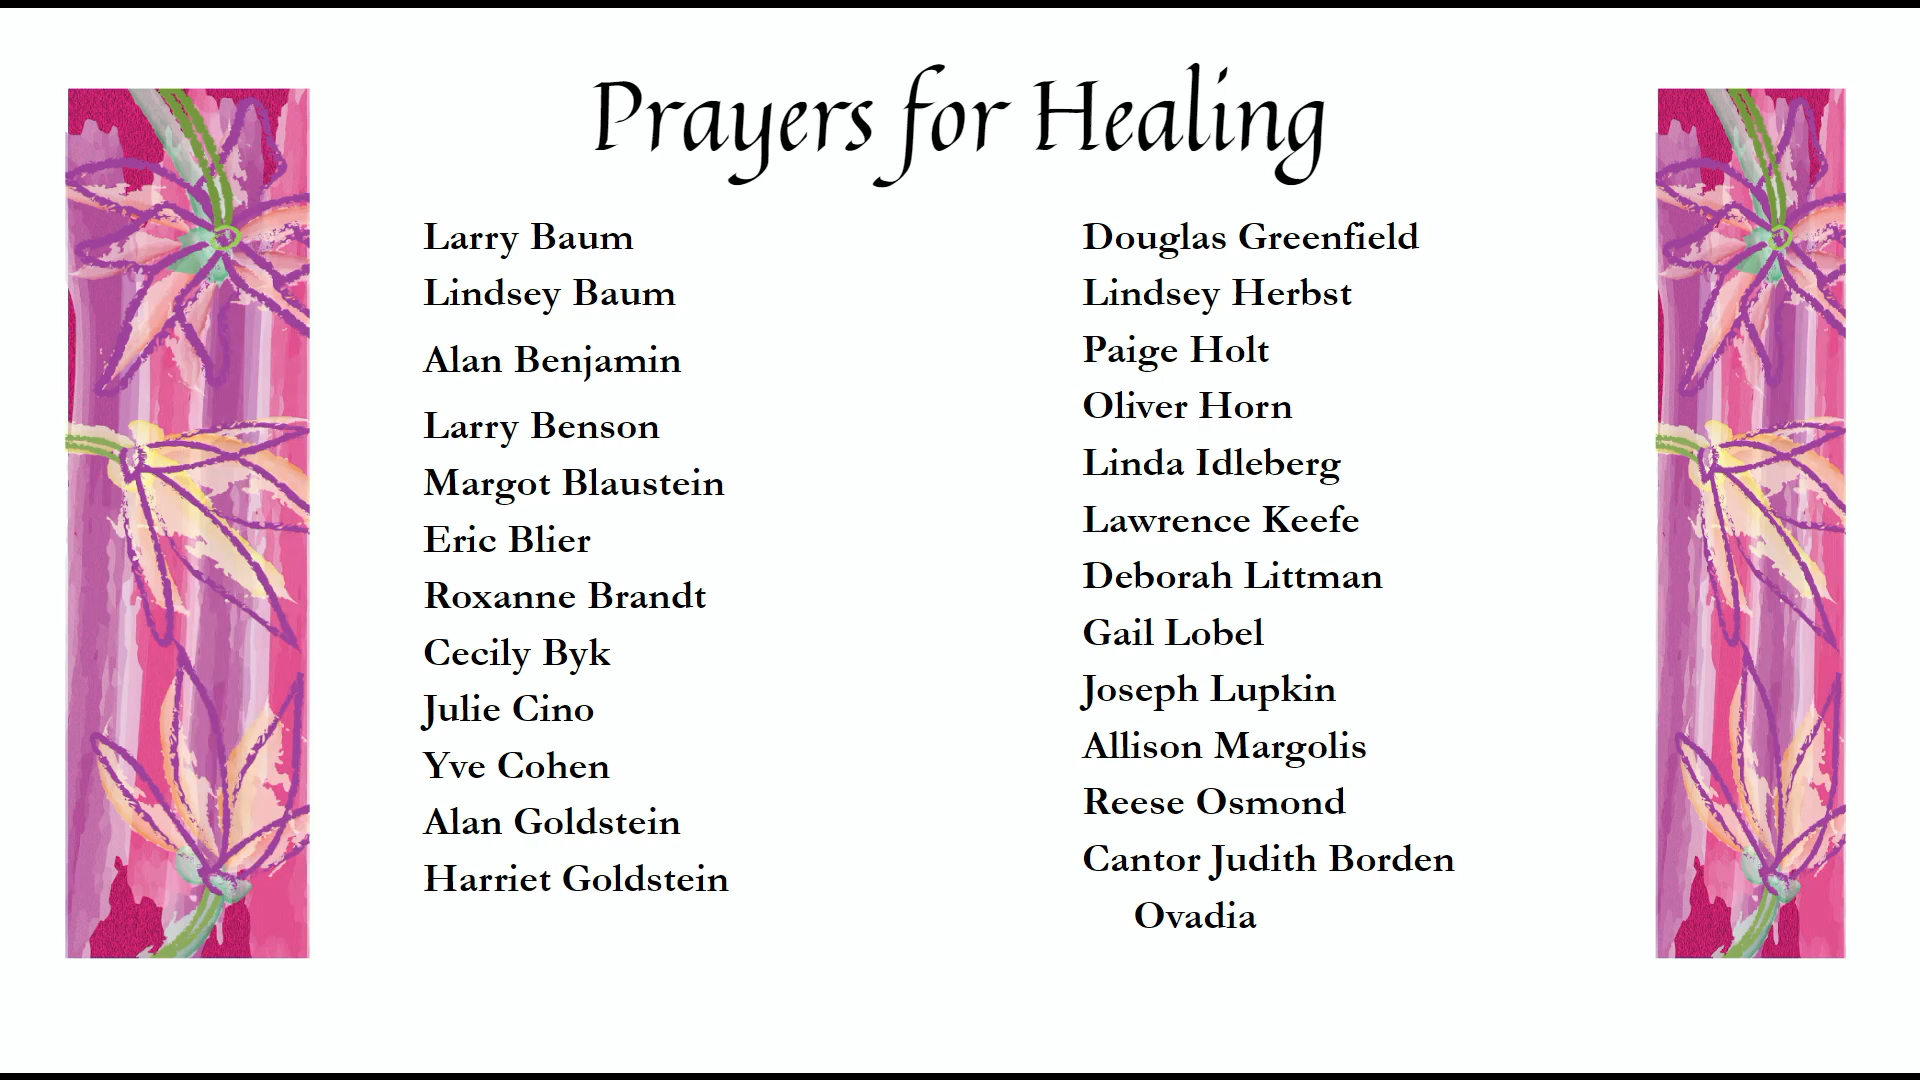 Prayers for Healing
Larry Baum
Lindsey Baum
Alan Benjamin
Larry Benson
Margot Blaustein
Eric Blier
Roxanne Brandt
Cecily Byk
Julie Cino
Yve Cohen
Alan Goldstein
Harriet Goldstein
Douglas Greenfield
Lindsey Herbst
Paige Holt
Oliver Horn
Linda Idleberg
Lawrence Keefe
Deborah Littman
Gail Lobel
Joseph Lupkin
Allison Margolis
Reese Osmond
Cantor Judith Borden
Ovadia